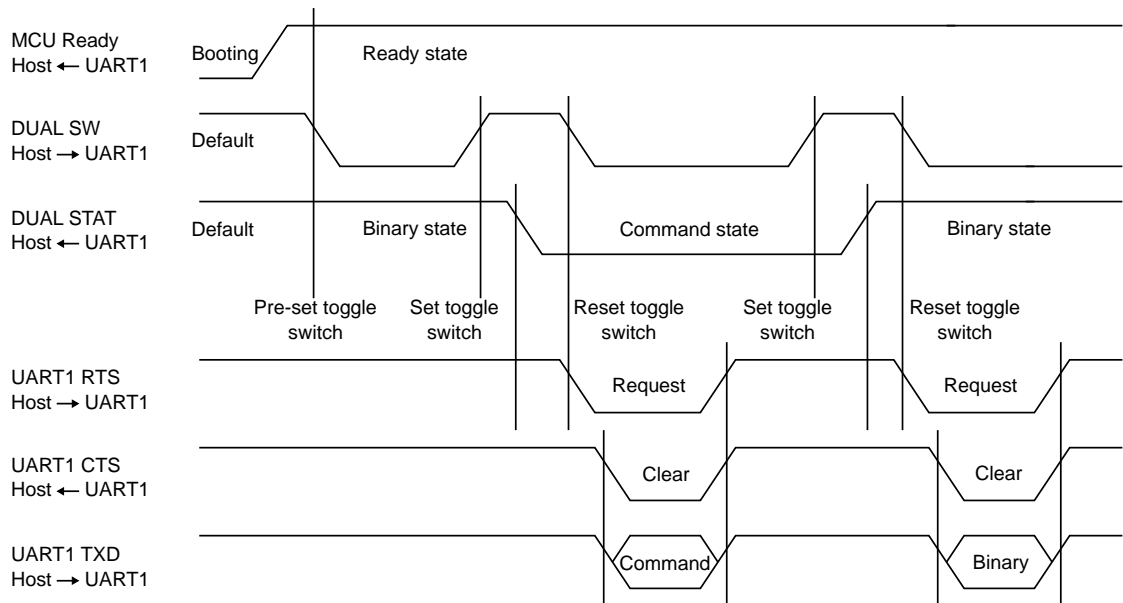 MCU Ready
Host ← UART1
Booting
Ready state
DUAL SW
Host → UART1
Default
DUAL STAT
Host ← UART1
Default
Binary state
Command state
Binary state
Pre-set toggle
switch
Set toggle
switch
Reset toggle
switch
Set toggle
switch
Reset toggle
switch
UART1 RTS
Host → UART1
Request
Request
UART1 CTS
Host ← UART1
Clear
Clear
UART1 TXD
Host → UART1
Command
Binary